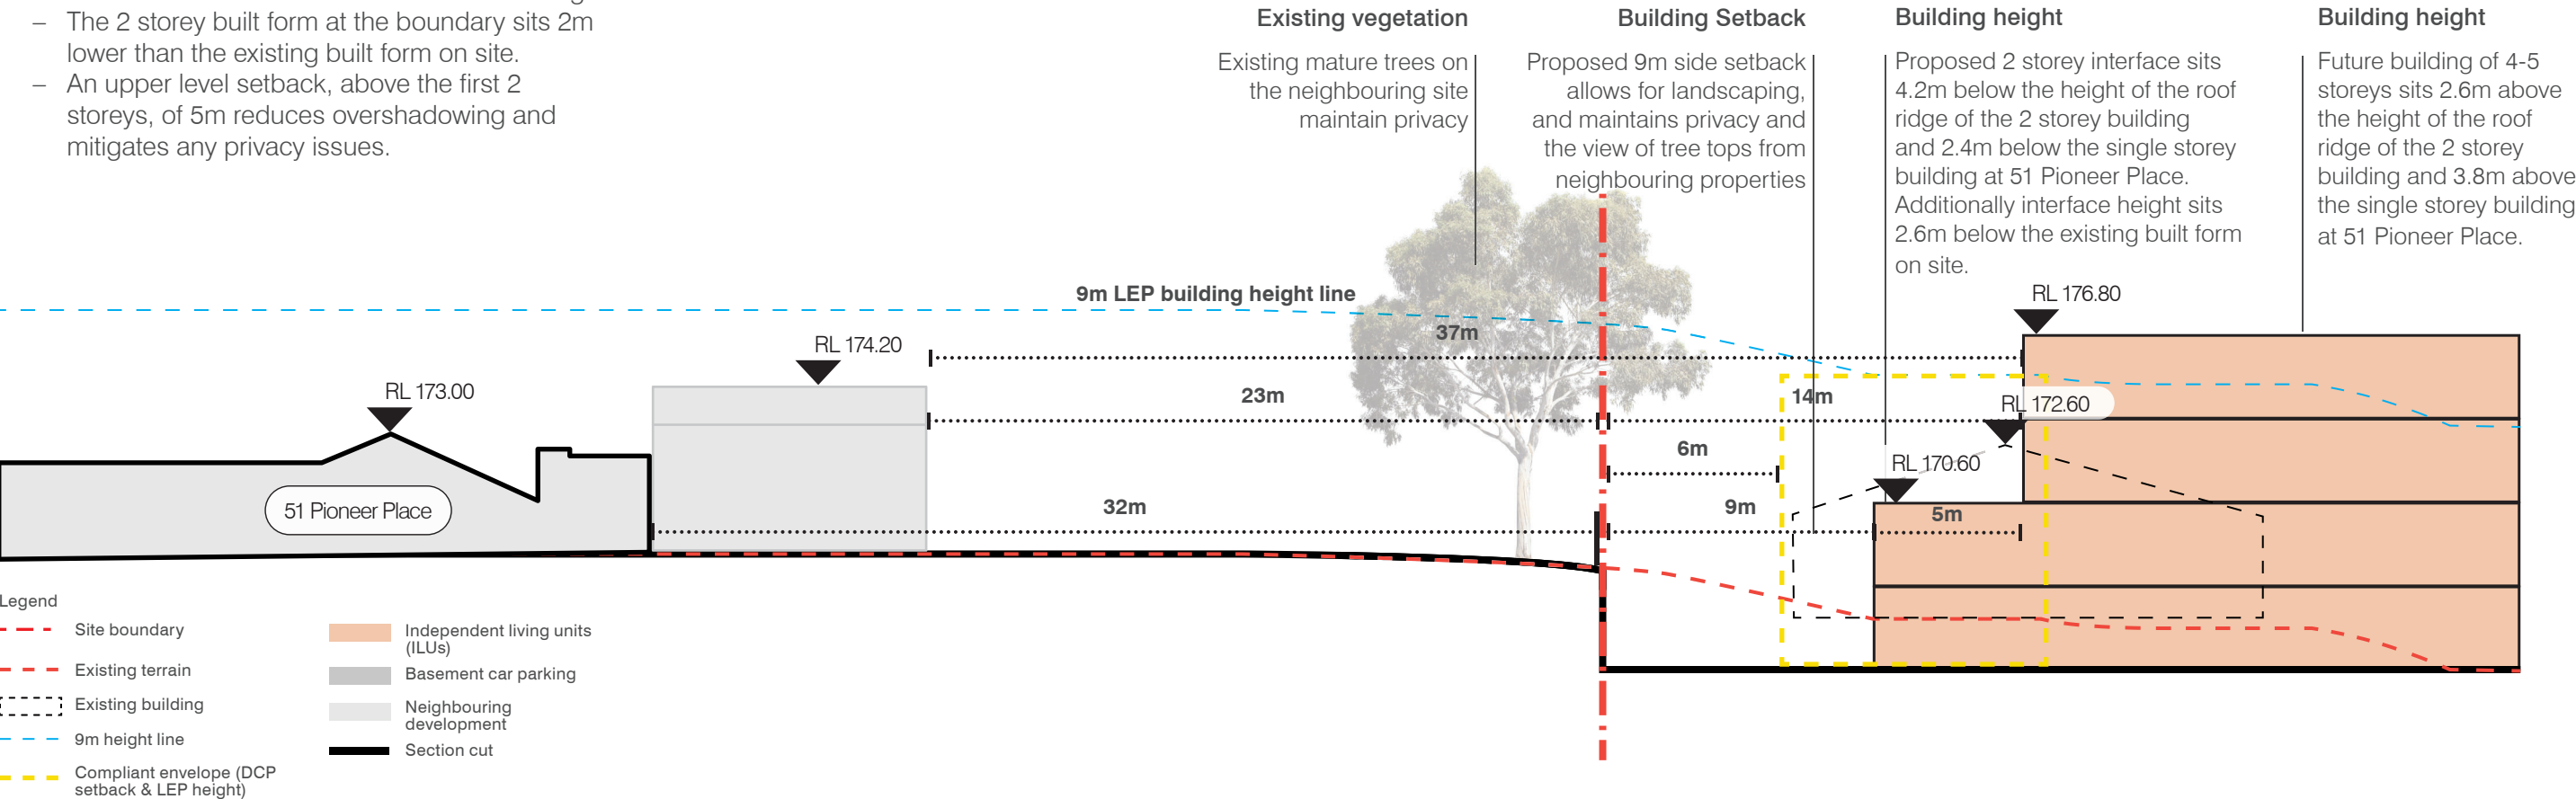 – The 2 storey built form at the boundary sits 2m
lower than the existing built form on site.
– An upper level setback, above the first 2
storeys, of 5m reduces overshadowing and
mitigates any privacy issues.
Existing vegetation
Existing mature trees on
the neighbouring site
maintain privacy
Building Setback
Proposed 9m side setback
allows for landscaping,
and maintains privacy and
the view of tree tops from
neighbouring properties
Building height
Proposed 2 storey interface sits
4.2m below the height of the roof
ridge of the 2 storey building
and 2.4m below the single storey
building at 51 Pioneer Place.
Additionally interface height sits
2.6m below the existing built form
on site.
Building height
Future building of 4-5
storeys sits 2.6m above
the height of the roof
ridge of the 2 storey
building and 3.8m above
the single storey building
at 51 Pioneer Place.
9m LEP building height line
RL 176.80
37m
RL 174.20
RL 173.00
23m
14m
RL 172.60
6m
RL 170.60
51 Pioneer Place
32m
9m
5m
Legend
Site boundary
Existing terrain
Existing building
9m height line
Compliant envelope (DCP
setback & LEP height)
Independent living units
(ILUs)
Basement car parking
Neighbouring
development
Section cut